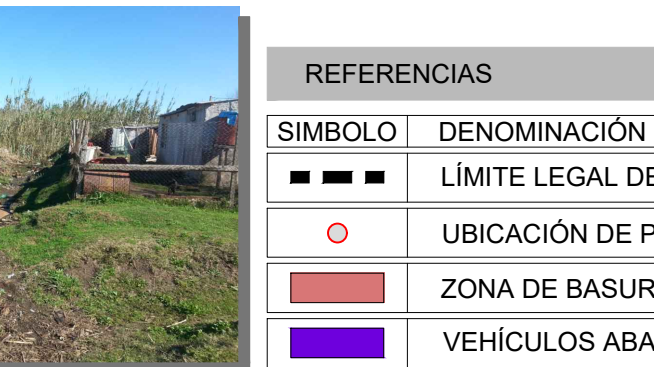 REFERENCIAS
SIMBOLO DENOMINACIÓN
LÍMITE LEGAL DE
UBICACIÓN DE P
ZONA DE BASUR
VEHÍCULOS ABA